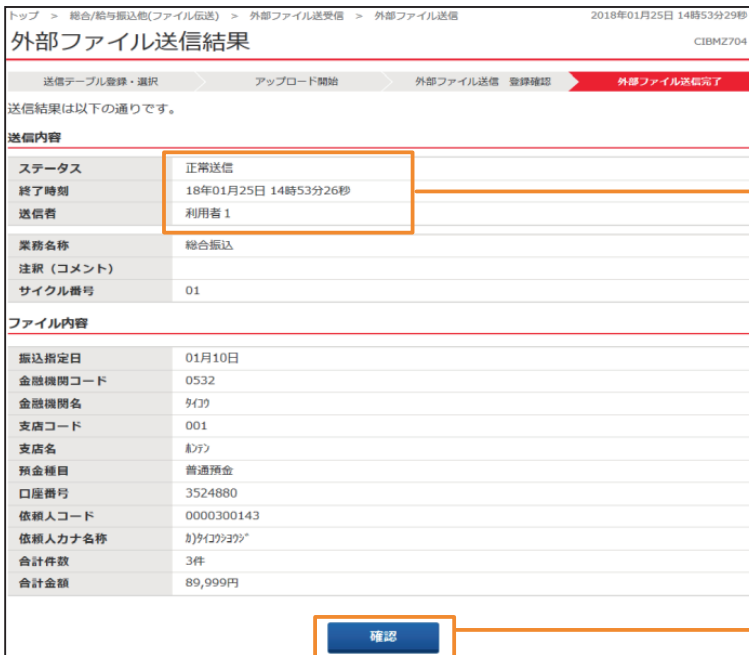 トップ > 総合/給与振込他(ファイル伝送) > 外部ファイル送受信 > 外部ファイル送信
2018年01月25日 14時53分29秒
外部ファイル送信結果
CIBMZ704
送信テーブル登録・選択 アップロード開始 外部ファイル送信 登録確認 外部ファイル送信完了
送信結果は以下の通りです。
送信内容
ステータス 正常送信
終了時刻 18年01月25日 14時53分26秒
送信者 利用者1
業務名称 総合振込
注釈（コメント）
サイクル番号 01
ファイル内容
振込指定日 01月10日
金融機関コード 0532
金融機関名 ﾀｲｺｳ
支店コード 001
支店名 ﾎﾝﾃﾝ
預金種目 普通預金
口座番号 3524880
依頼人コード 0000300143
依頼人カナ名称 ｶ)ﾀｲｺｳｼﾖｳｼﾞ
合計件数 3件
合計金額 89,999円
確認